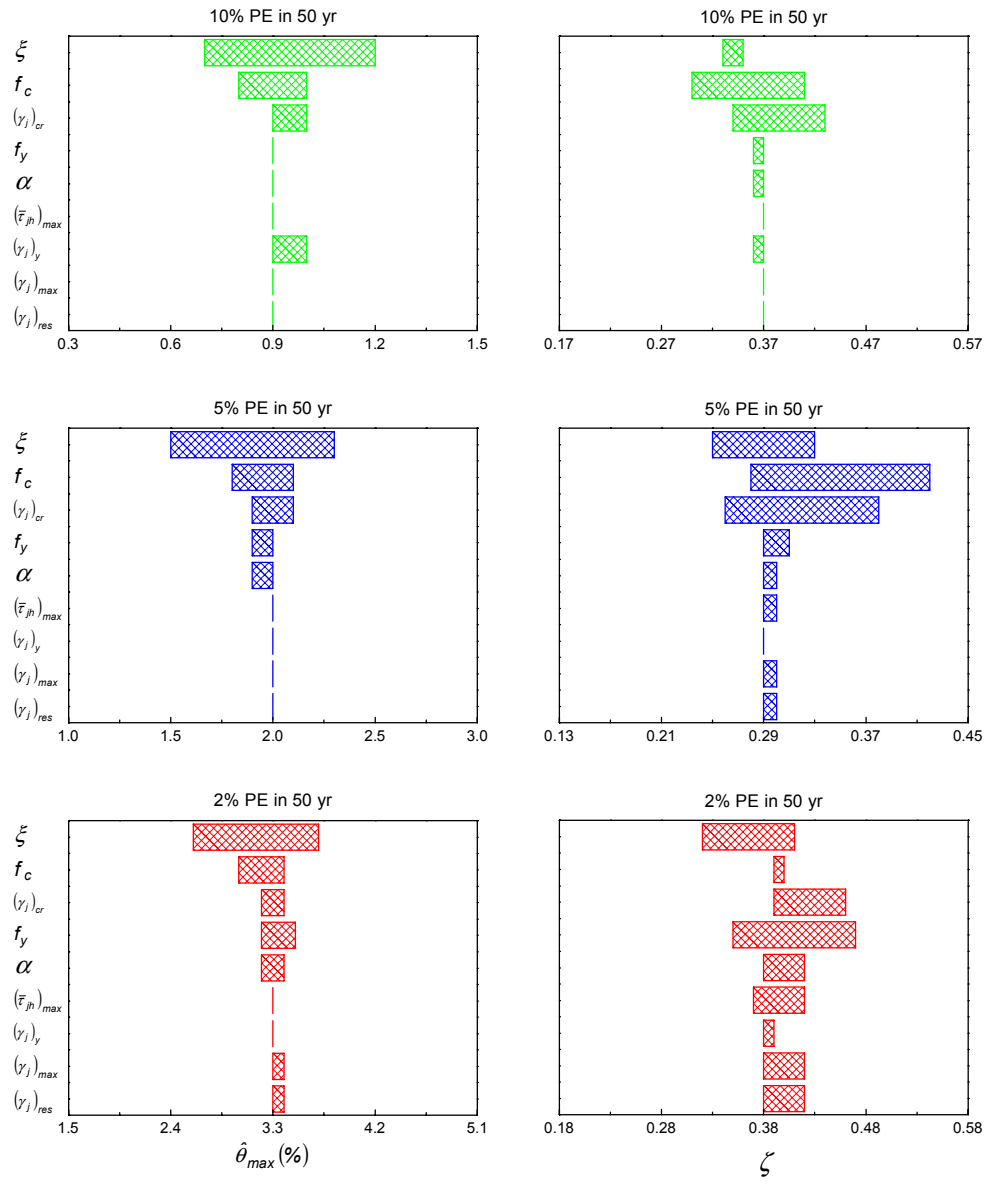 10% PE in 50 yr
10% PE in 50 yr
ξ
f_c
(γ_j)_cr
f_y
α
(τ̄_jh)_max
(γ_j)_y
(γ_j)_max
(γ_j)_res
0.3 0.6 0.9 1.2 1.5
0.17 0.27 0.37 0.47 0.57
5% PE in 50 yr
5% PE in 50 yr
ξ
f_c
(γ_j)_cr
f_y
α
(τ̄_jh)_max
(γ_j)_y
(γ_j)_max
(γ_j)_res
1.0 1.5 2.0 2.5 3.0
0.13 0.21 0.29 0.37 0.45
2% PE in 50 yr
2% PE in 50 yr
ξ
f_c
(γ_j)_cr
f_y
α
(τ̄_jh)_max
(γ_j)_y
(γ_j)_max
(γ_j)_res
1.5 2.4 3.3 4.2 5.1
0.18 0.28 0.38 0.48 0.58
θ̂_max (%)
ζ